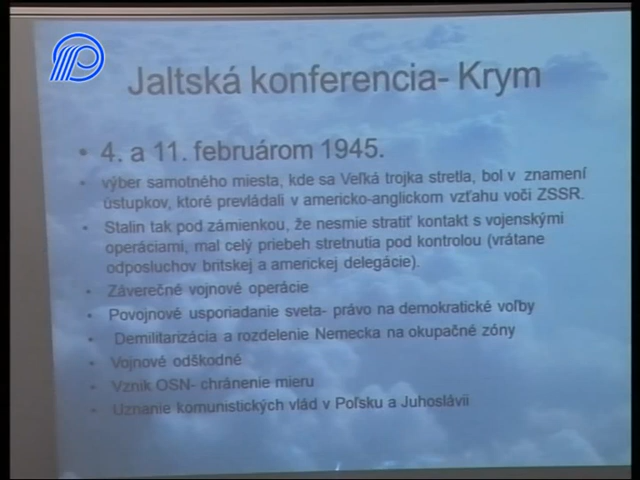 Jaltská konferencia- Krym
• 4. a 11. februárom 1945.
• výber samotného miesta, kde sa Veľká trojka stretla, bol v znamení
ústupkov, ktoré prevládali v americko-anglickom vzťahu voči ZSSR.
• Stalin tak pod zámienkou, že nesmie stratiť kontakt s vojenskými
operáciami, mal celý priebeh stretnutia pod kontrolou (vrátane
odposluchov britskej a americkej delegácie).
• Záverečné vojnové operácie
• Povojnové usporiadanie sveta- právo na demokratické voľby
• Demilitarizácia a rozdelenie Nemecka na okupačné zóny
• Vojnové odškodné
• Vznik OSN- chránenie mieru
• Uznanie komunistických vlád v Poľsku a Juhoslávii